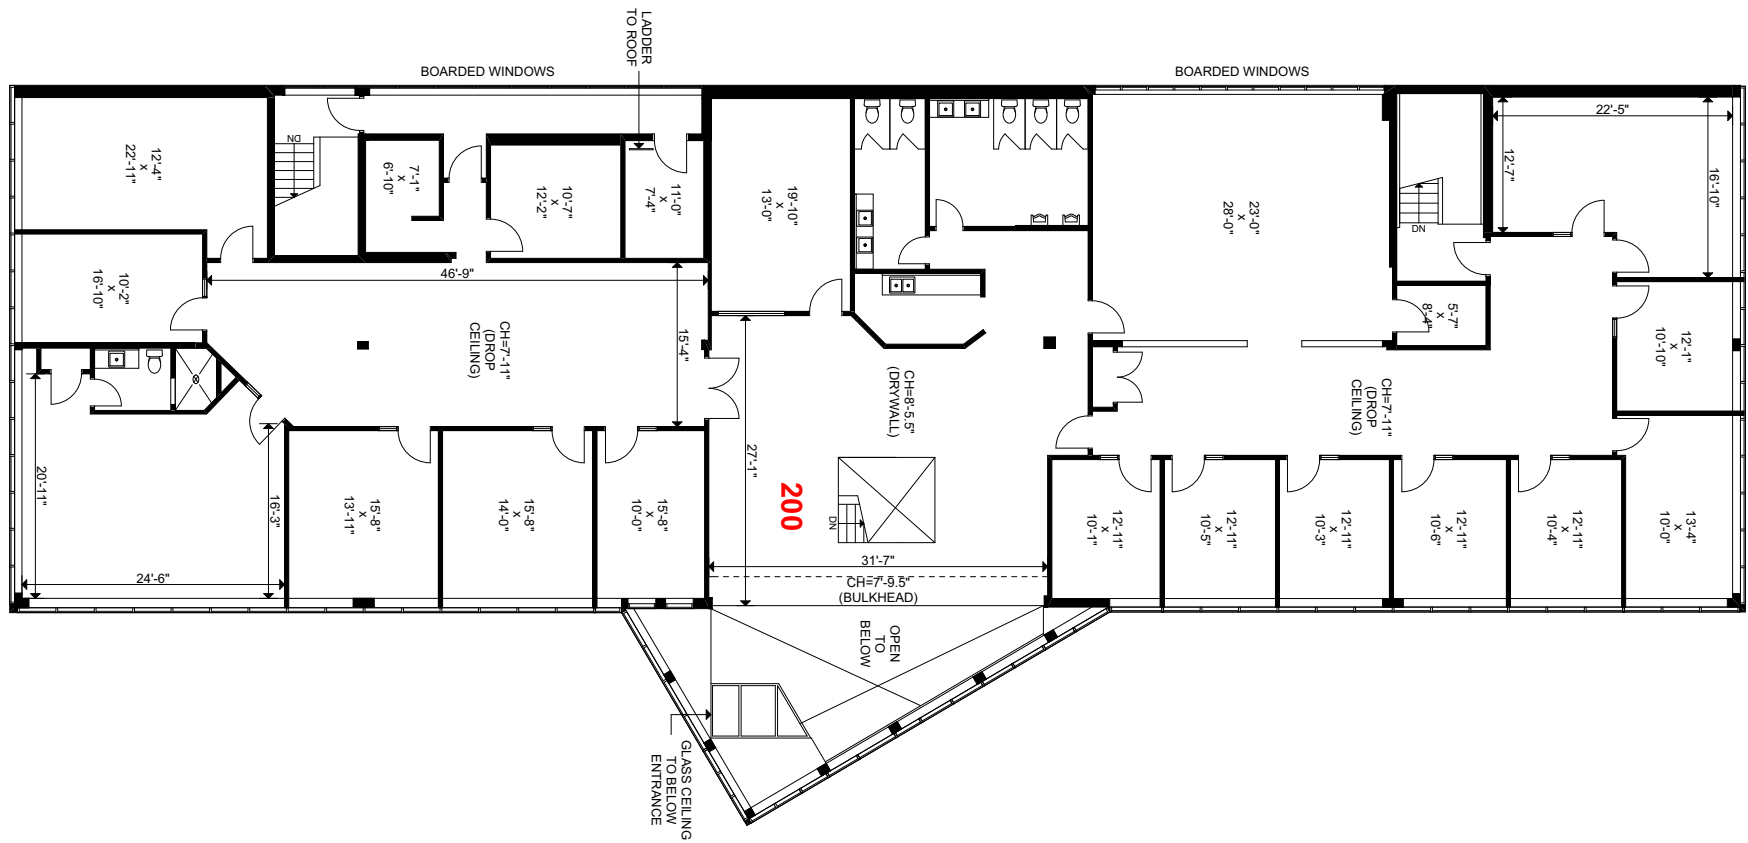 LADDER
TO ROOF
BOARDED WINDOWS
BOARDED WINDOWS
12'-4"
x
22'-11"
DN
7'-1"
x
6'-10"
10'-7"
x
12'-2"
11'-0"
x
7'-4"
19'-10"
x
13'-0"
23'-0"
x
28'-0"
DN
22'-5"
12'-7"
16'-10"
10'-2"
x
16'-10"
46'-9"
15'-4"
CH=7'-11"
(DROP
CEILING)
5'-7"
x
8'-4"
12'-1"
x
10'-10"
CH=8'-5.5"
(DRYWALL)
CH=7'-11"
(DROP
CEILING)
27'-1"
20'-11"
16'-3"
24'-6"
15'-8"
x
13'-11"
15'-8"
x
14'-0"
15'-8"
x
10'-0"
200
DN
31'-7"
CH=7'-9.5"
(BULKHEAD)
12'-11"
x
10'-1"
12'-11"
x
10'-5"
12'-11"
x
10'-3"
12'-11"
x
10'-6"
12'-11"
x
10'-4"
13'-4"
x
10'-0"
OPEN
TO
BELOW
GLASS CEILING
TO BELOW
ENTRANCE